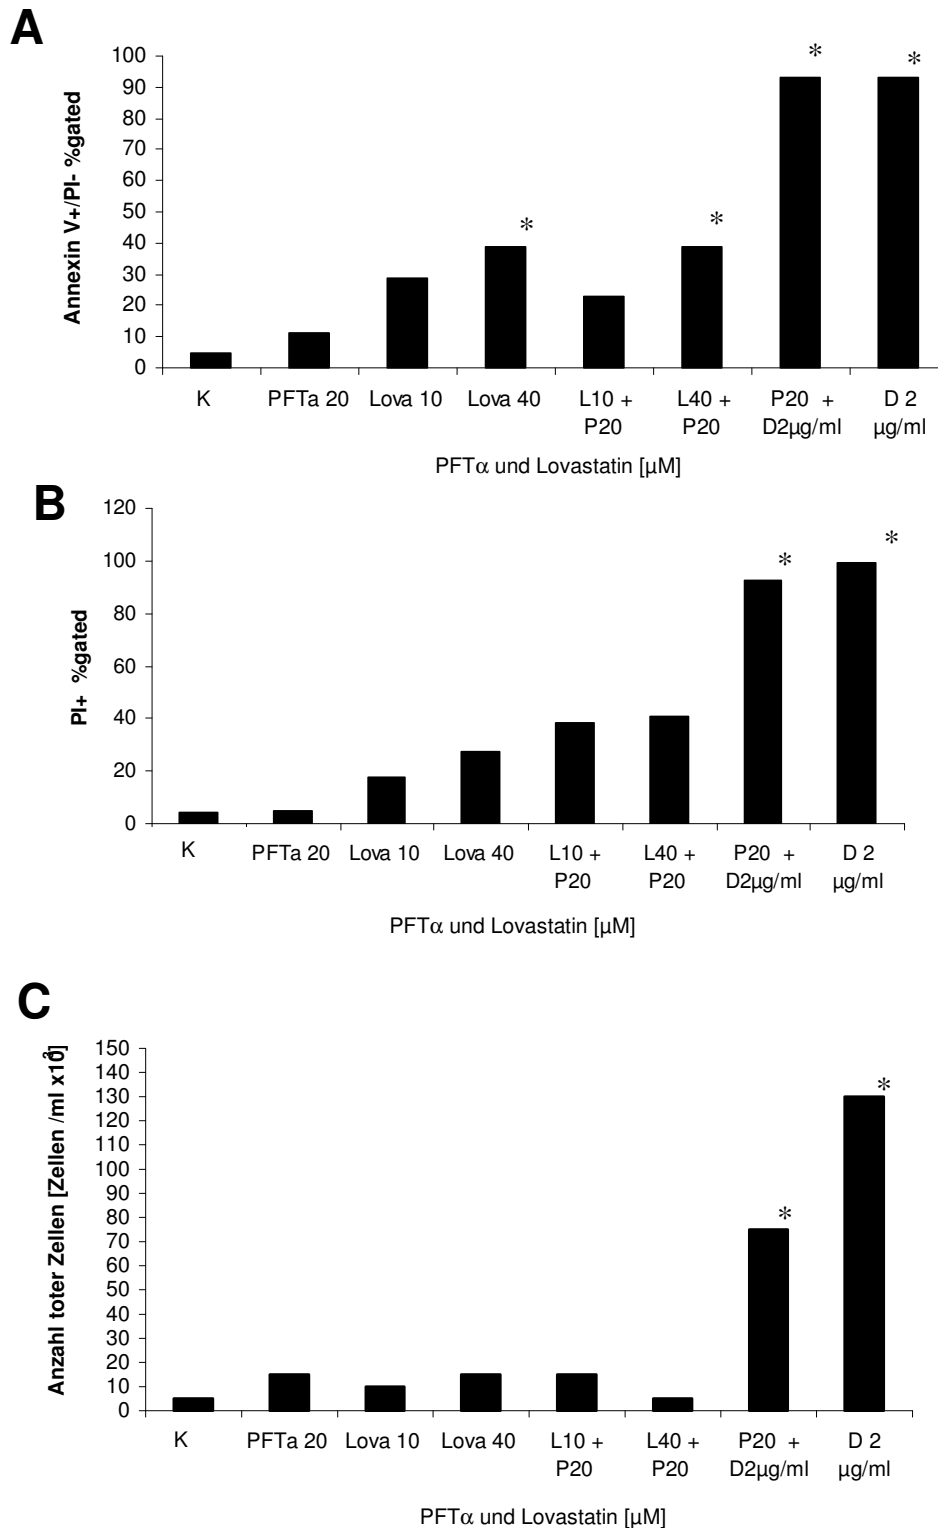 A
Annexin V+/PI- %gated
100
90
80
70
60
50
40
30
20
10
0
* * * *
K PFTa 20 Lova 10 Lova 40 L10 + L40 + P20 + D 2
P20 P20 D2µg/ml µg/ml
PFTα und Lovastatin [µM]
B
PI+ %gated
120
100
80
60
40
20
0
* *
K PFTa 20 Lova 10 Lova 40 L10 + L40 + P20 + D 2
P20 P20 D2µg/ml µg/ml
PFTα und Lovastatin [µM]
C
Anzahl toter Zellen [Zellen /ml x10³]
150
140
130
120
110
100
90
80
70
60
50
40
30
20
10
0
* *
K PFTa 20 Lova 10 Lova 40 L10 + L40 + P20 + D 2
P20 P20 D2µg/ml µg/ml
PFTα und Lovastatin [µM]